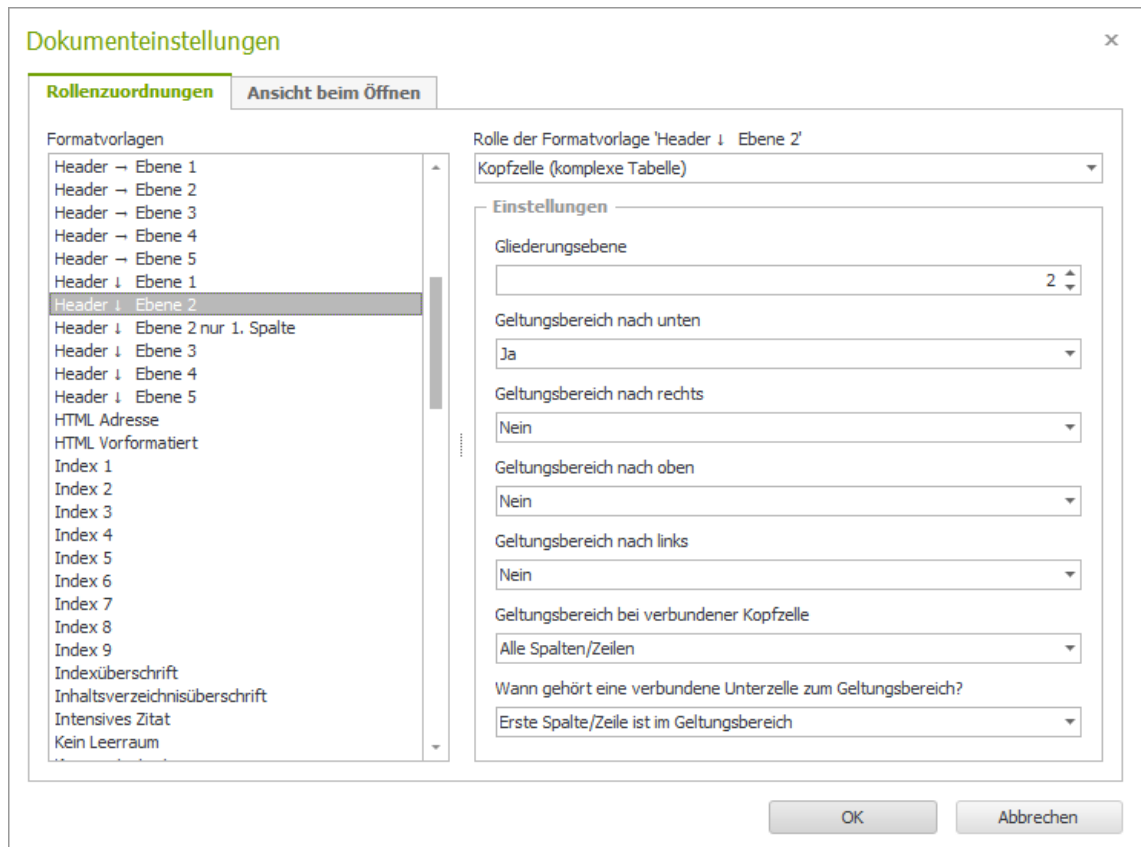 Dokumenteinstellungen
Rollenzuordnungen
Ansicht beim Öffnen
Formatvorlagen
Header → Ebene 1
Header → Ebene 2
Header → Ebene 3
Header → Ebene 4
Header → Ebene 5
Header ↓ Ebene 1
Header ↓ Ebene 2
Header ↓ Ebene 2 nur 1. Spalte
Header ↓ Ebene 3
Header ↓ Ebene 4
Header ↓ Ebene 5
HTML Adresse
HTML Vorformatiert
Index 1
Index 2
Index 3
Index 4
Index 5
Index 6
Index 7
Index 8
Index 9
Indexüberschrift
Inhaltsverzeichnisüberschrift
Intensives Zitat
Kein Leerraum
Rolle der Formatvorlage 'Header ↓ Ebene 2'
Kopfzelle (komplexe Tabelle)
Einstellungen
Gliederungsebene
2
Geltungsbereich nach unten
Ja
Geltungsbereich nach rechts
Nein
Geltungsbereich nach oben
Nein
Geltungsbereich nach links
Nein
Geltungsbereich bei verbundener Kopfzelle
Alle Spalten/Zeilen
Wann gehört eine verbundene Unterzelle zum Geltungsbereich?
Erste Spalte/Zeile ist im Geltungsbereich
OK
Abbrechen